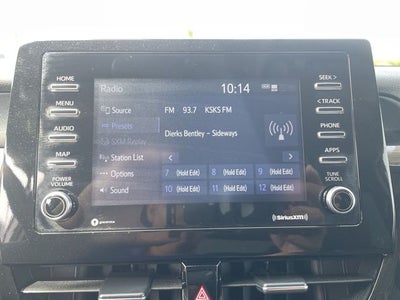 Radio
10:14
HOME
MENU
AUDIO
MAP
POWER
VOLUME
Source
Presets
SXM Replay
Station List
Options
Sound
FM 93.7 KSKS FM
Dierks Bentley – Sideways
7 (Hold Edit) 8 (Hold Edit) 9 (Hold Edit)
10 (Hold Edit) 11 (Hold Edit) 12 (Hold Edit)
SEEK >
< TRACK
PHONE
APPS
TUNE
SCROLL
SiriusXM